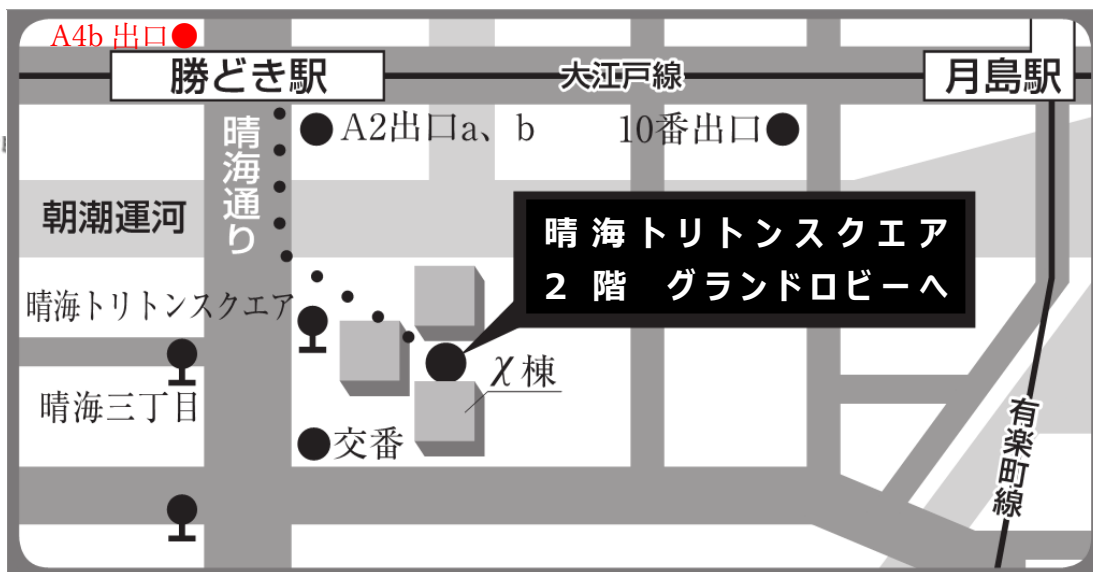 A4b 出口
勝どき駅
大江戸線
月島駅
A2出口a、b
10番出口
晴海通り
朝潮運河
晴海トリトンスクエア
2階 グランドロビーへ
晴海トリトンスクエア
χ棟
晴海三丁目
交番
有楽町線